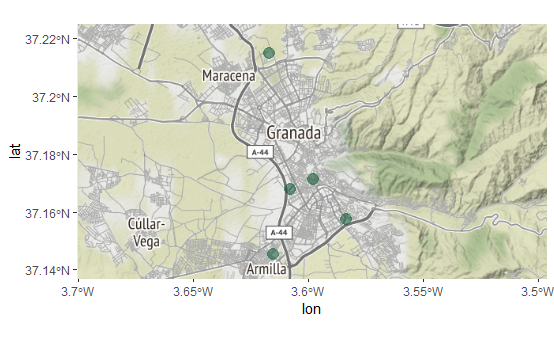 37.22°N
Maracena
37.2°N
Granada
A-44
37.18°N
lat
37.16°N
Cúllar-
Vega
A-44
37.14°N
Armilla
3.7°W
3.65°W
3.6°W
3.55°W
3.5°W
lon